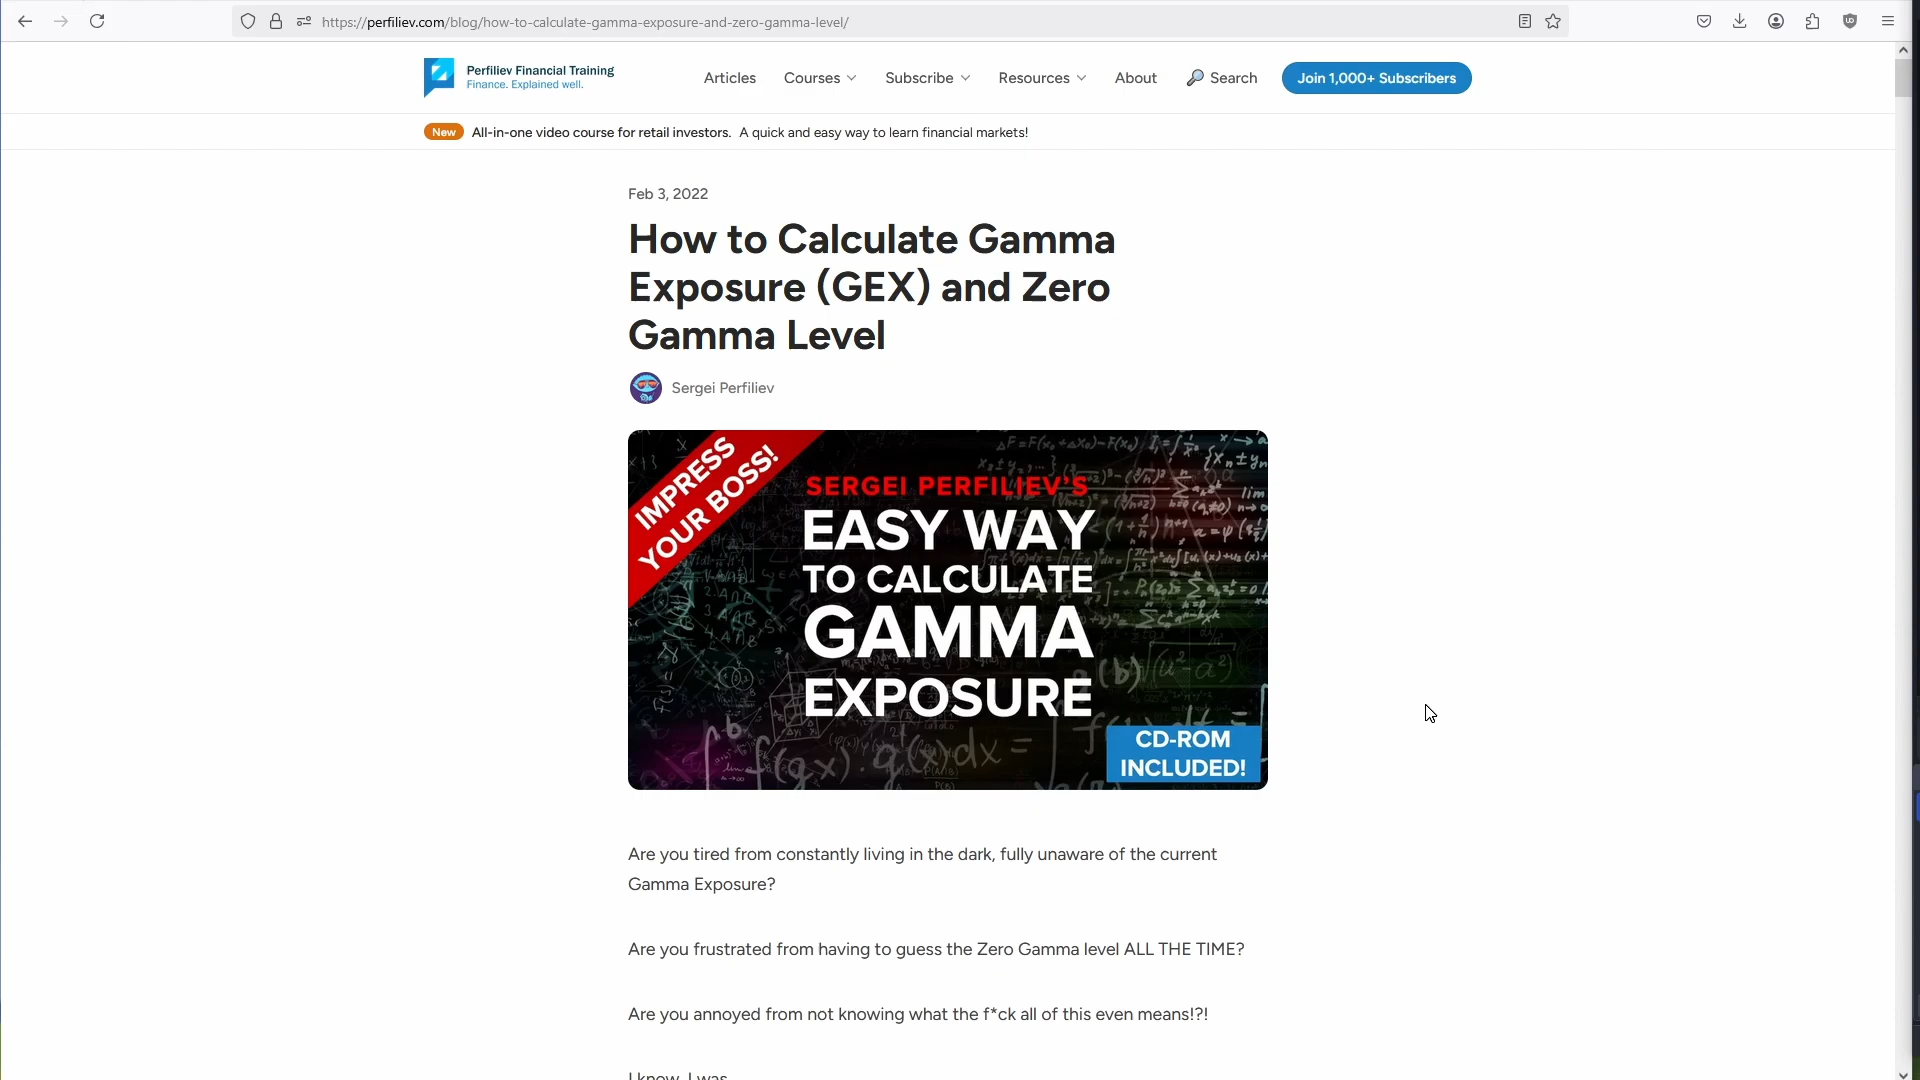 https://perfiliev.com/blog/how-to-calculate-gamma-exposure-and-zero-gamma-level/
Perfiliev Financial Training
Finance. Explained well.
Articles Courses Subscribe Resources About Search Join 1,000+ Subscribers
New All-in-one video course for retail investors. A quick and easy way to learn financial markets!
Feb 3, 2022
How to Calculate Gamma
Exposure (GEX) and Zero
Gamma Level
Sergei Perfiliev
IMPRESS
YOUR BOSS!
SERGEI PERFILIEV'S
EASY WAY
TO CALCULATE
GAMMA
EXPOSURE
CD-ROM
INCLUDED!
Are you tired from constantly living in the dark, fully unaware of the current
Gamma Exposure?
Are you frustrated from having to guess the Zero Gamma level ALL THE TIME?
Are you annoyed from not knowing what the f*ck all of this even means!?!
I know, I was